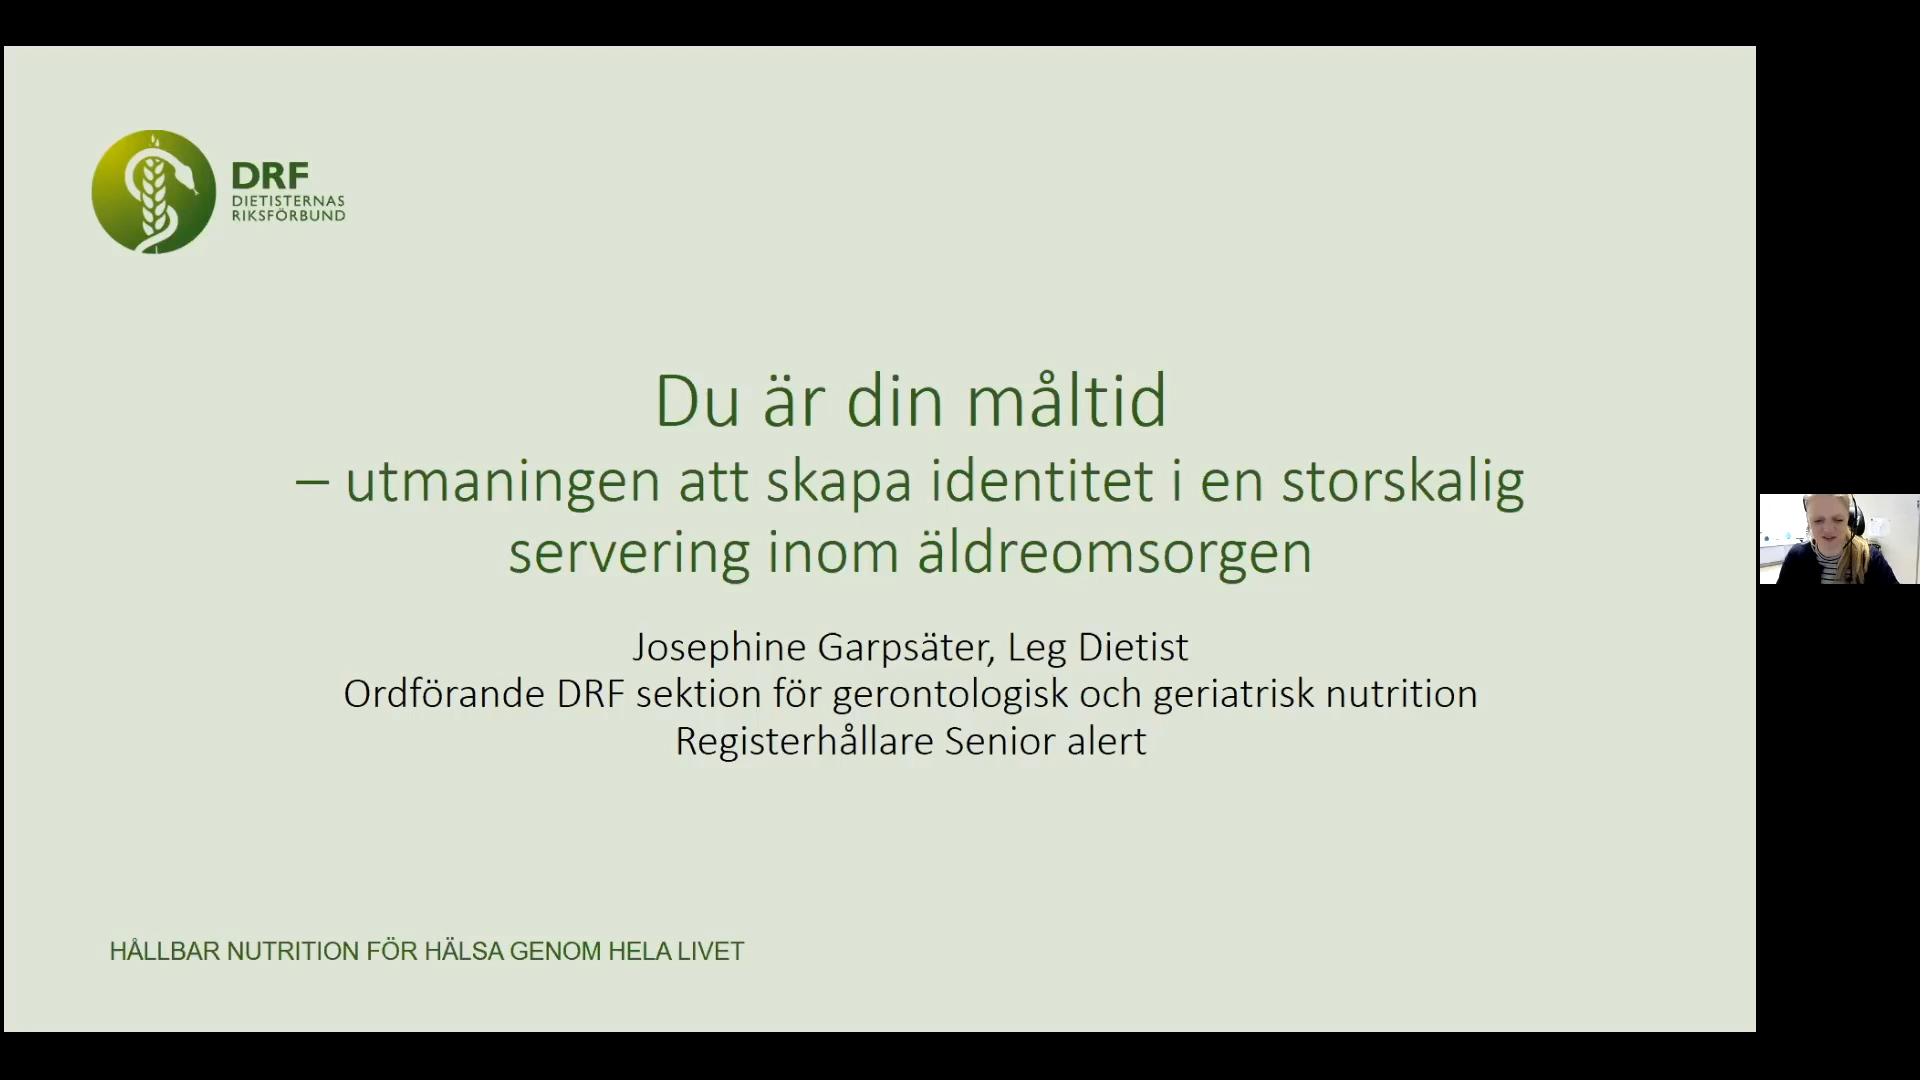 DRF
DIETISTERNAS
RIKSFÖRBUND
Du är din måltid
– utmaningen att skapa identitet i en storskalig
servering inom äldreomsorgen
Josephine Garpsäter, Leg Dietist
Ordförande DRF sektion för gerontologisk och geriatrisk nutrition
Registerhållare Senior alert
HÅLLBAR NUTRITION FÖR HÄLSA GENOM HELA LIVET